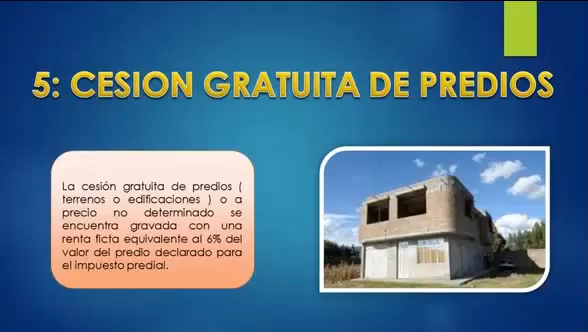 5: CESION GRATUITA DE PREDIOS
La cesión gratuita de predios (
terrenos o edificaciones ) o a
precio no determinado se
encuentra gravada con una
renta ficta equivalente al 6% del
valor del predio declarado para
el impuesto predial.